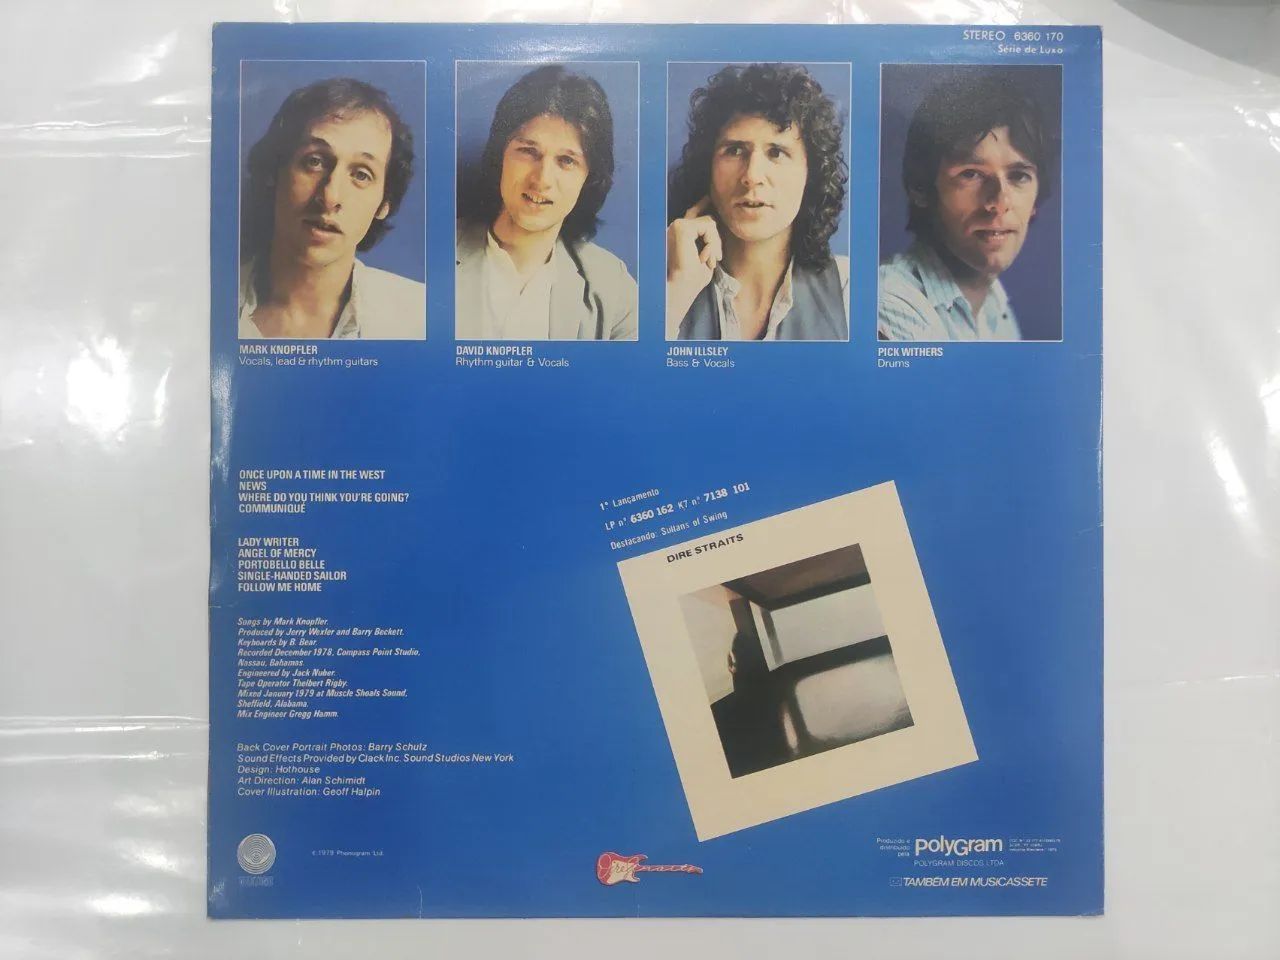 STEREO 6360 170
Série de Luxo
MARK KNOPFLER
Vocals, lead & rhythm guitars
DAVID KNOPFLER
Rhythm guitar & Vocals
JOHN ILLSLEY
Bass & Vocals
PICK WITHERS
Drums
ONCE UPON A TIME IN THE WEST
NEWS
WHERE DO YOU THINK YOU'RE GOING?
COMMUNIQUÉ
LADY WRITER
ANGEL OF MERCY
PORTOBELLO BELLE
SINGLE-HANDED SAILOR
FOLLOW ME HOME
Songs by Mark Knopfler.
Produced by Jerry Wexler and Barry Beckett.
Keyboards by B. Bear.
Recorded December 1978, Compass Point Studio,
Nassau, Bahamas.
Engineered by Jack Nuber.
Tape Operator Thelbert Rigby.
Mixed January 1979 at Muscle Shoals Sound,
Sheffield, Alabama.
Mix Engineer Gregg Hamm.
Back Cover Portrait Photos: Barry Schulz
Sound Effects Provided by Clack Inc. Sound Studios New York
Design: Hothouse
Art Direction: Alan Schimidt
Cover Illustration: Geoff Halpin
1º Lançamento
LP nº 6360 162 K7 nº 7138 101
Destacando: Sultans of Swing
DIRE STRAITS
℗ 1979 Phonogram Ltd.
Dire Straits
Produzido e
distribuido
pela
polyGram
POLYGRAM DISCOS LTDA
TAMBÉM EM MUSICASSETE